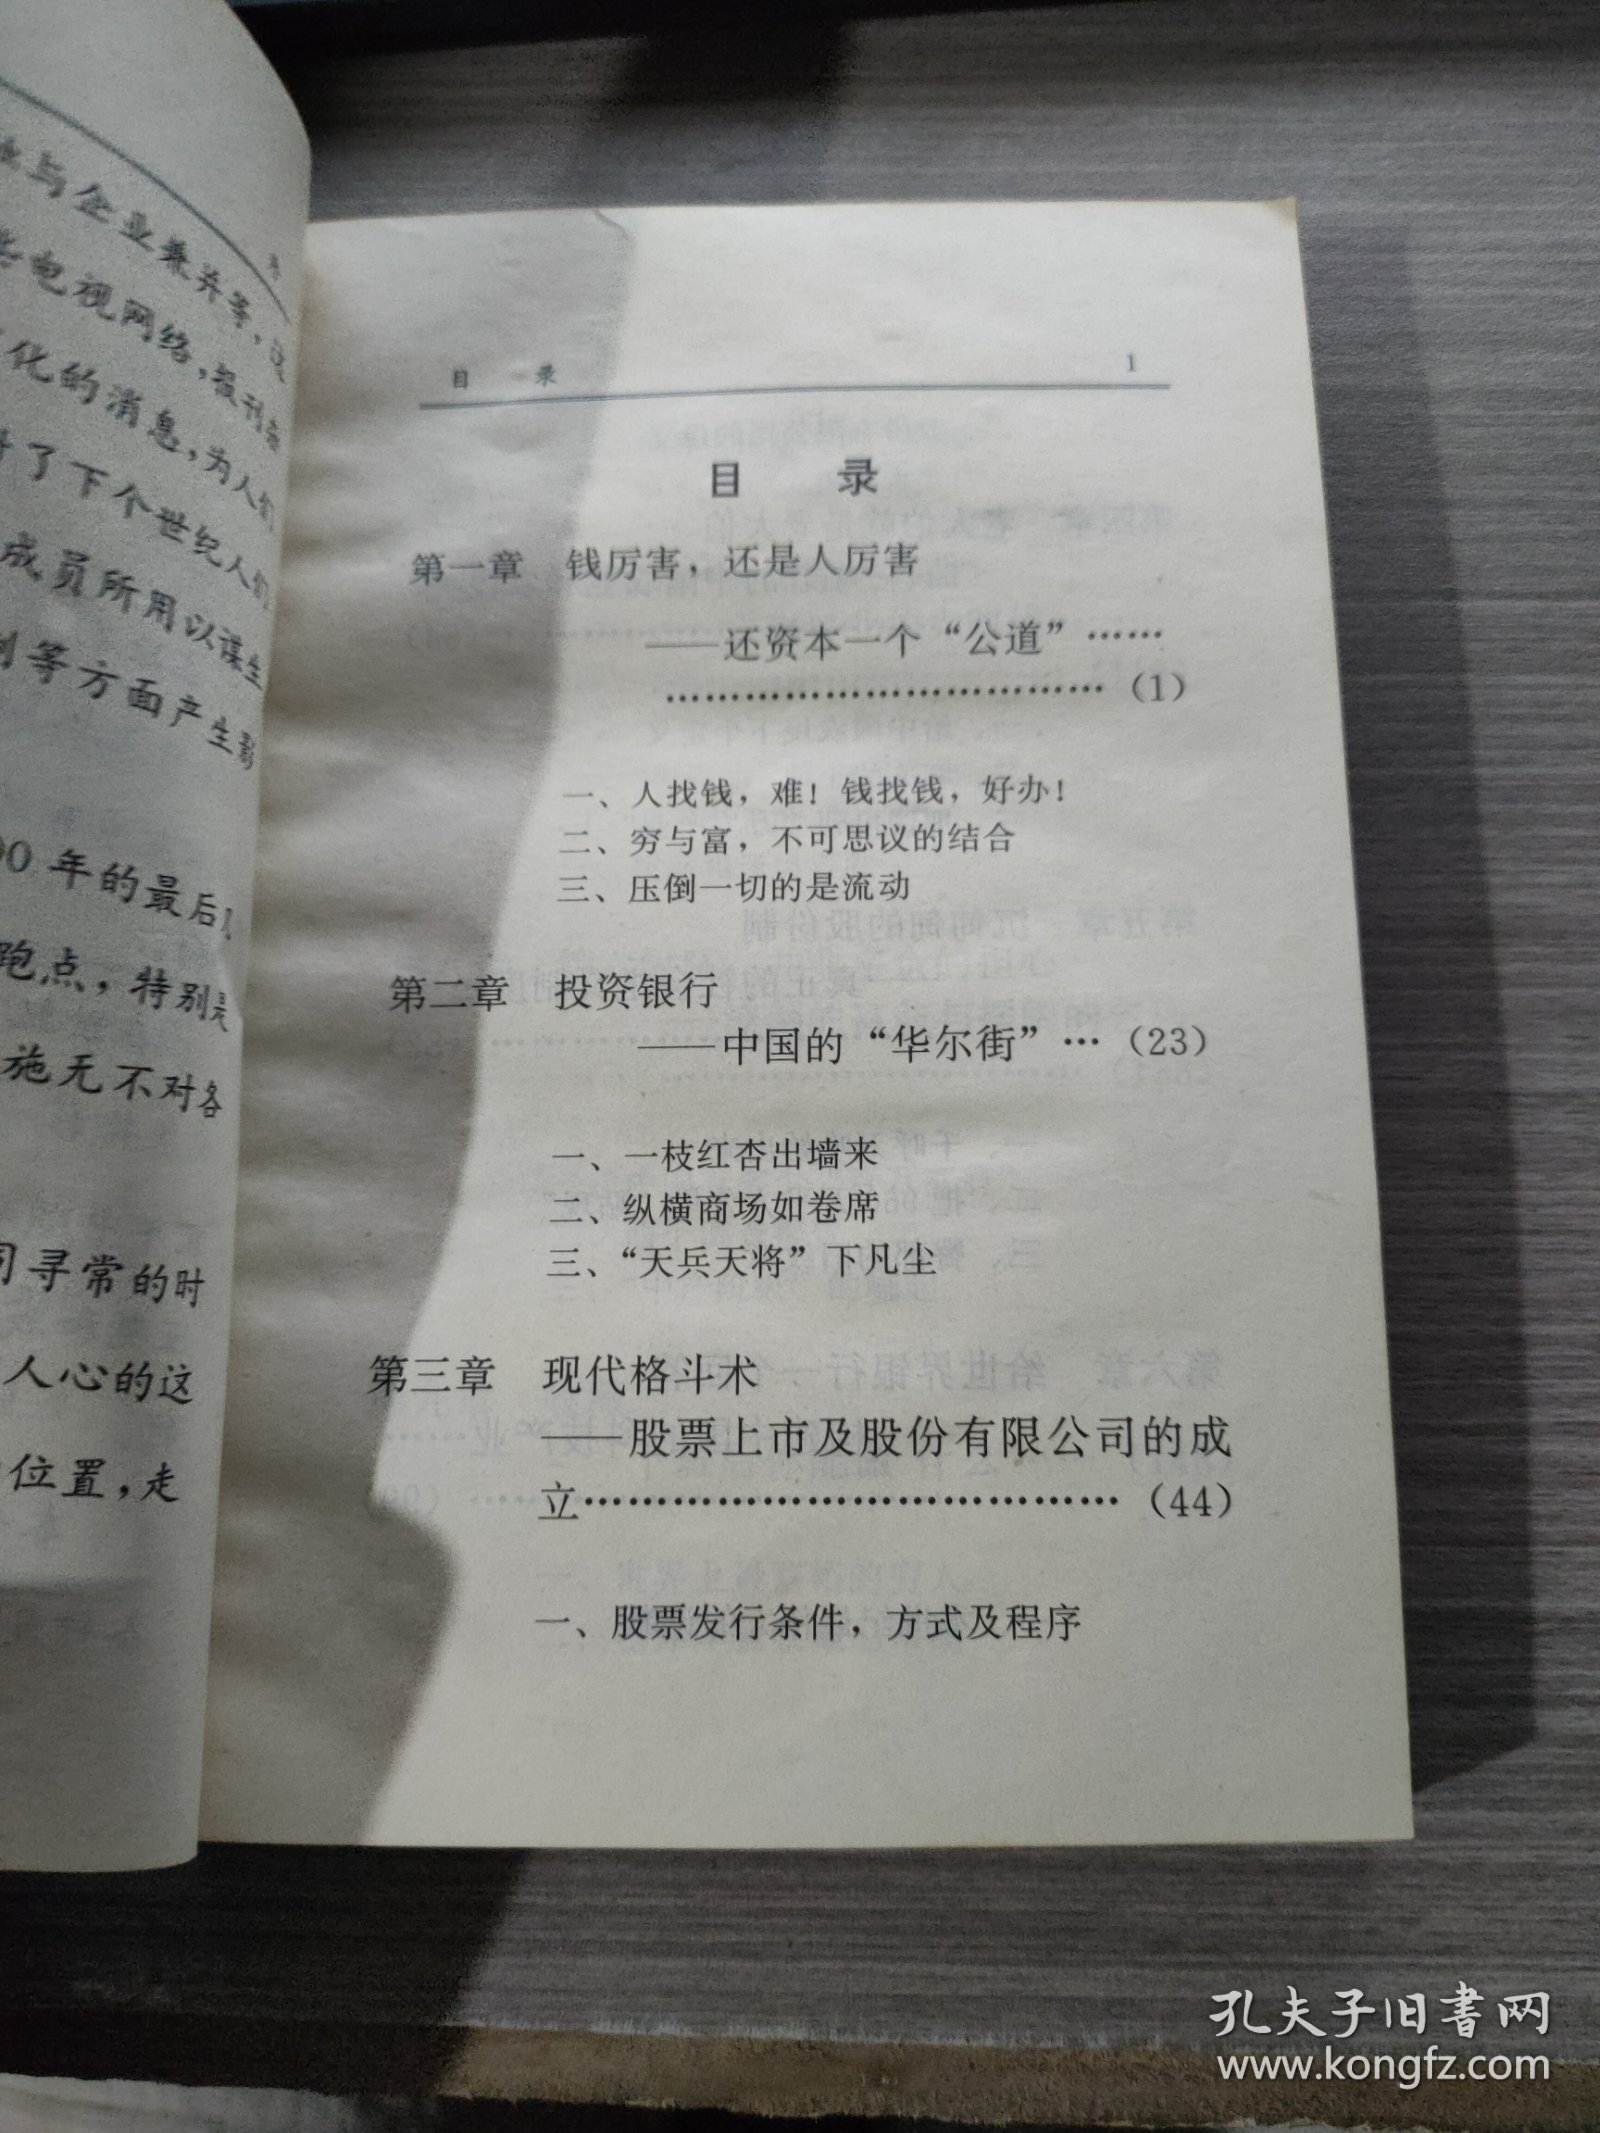 与企业兼并等,这
电视网络,报刊杂
化的消息,为人们
了下个世纪人们
成员所用以谋生
等方面产生影
0年的最后
跑点,特别是
施无不对各
同寻常的时
人心的这
位置,走
目 录 1
目 录
第一章 钱厉害，还是人厉害
——还资本一个“公道”……
……………………………(1)
一、人找钱，难！钱找钱，好办！
二、穷与富，不可思议的结合
三、压倒一切的是流动
第二章 投资银行
——中国的“华尔街”…(23)
一、一枝红杏出墙来
二、纵横商场如卷席
三、“天兵天将”下凡尘
第三章 现代格斗术
——股票上市及股份有限公司的成
立…………………………………(44)
一、股票发行条件，方式及程序
孔夫子旧书网
www.kongfz.com